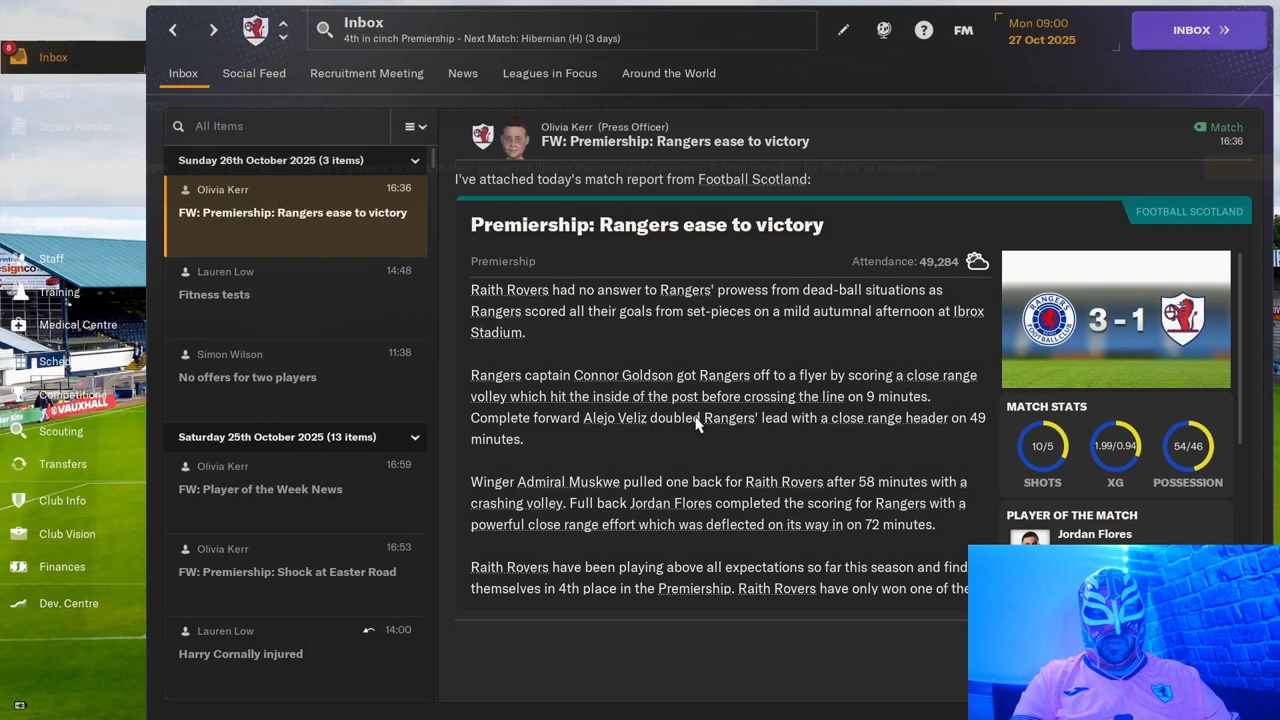 Inbox
4th in cinch Premiership - Next Match: Hibernian (H) (3 days)
FM
Mon 09:00
27 Oct 2025
INBOX
8
Inbox
Squad
Squad Planner
Staff
Training
Medical Centre
Sched
Competitions
VAUXHALL
Scouting
Transfers
Club Info
Club Vision
Finances
Dev. Centre
Inbox
Social Feed
Recruitment Meeting
News
Leagues in Focus
Around the World
All Items
Sunday 26th October 2025 (3 items)
Olivia Kerr 16:36
FW: Premiership: Rangers ease to victory
Lauren Low 14:48
Fitness tests
Simon Wilson 11:38
No offers for two players
Saturday 25th October 2025 (13 items)
Olivia Kerr 16:59
FW: Player of the Week News
Olivia Kerr 16:53
FW: Premiership: Shock at Easter Road
Lauren Low 14:00
Harry Cornally injured
Olivia Kerr (Press Officer)
FW: Premiership: Rangers ease to victory
Match
16:36
I've attached today's match report from Football Scotland:
FOOTBALL SCOTLAND
Premiership: Rangers ease to victory
Premiership
Attendance: 49,284
Raith Rovers had no answer to Rangers' prowess from dead-ball situations as
Rangers scored all their goals from set-pieces on a mild autumnal afternoon at Ibrox
Stadium.
Rangers captain Connor Goldson got Rangers off to a flyer by scoring a close range
volley which hit the inside of the post before crossing the line on 9 minutes.
Complete forward Alejo Veliz doubled Rangers' lead with a close range header on 49
minutes.
Winger Admiral Muskwe pulled one back for Raith Rovers after 58 minutes with a
crashing volley. Full back Jordan Flores completed the scoring for Rangers with a
powerful close range effort which was deflected on its way in on 72 minutes.
Raith Rovers have been playing above all expectations so far this season and find
themselves in 4th place in the Premiership. Raith Rovers have only won one of the
RANGERS
FOOTBALL CLUB
3 - 1
MATCH STATS
10/5
1.99/0.94
54/46
SHOTS
XG
POSSESSION
PLAYER OF THE MATCH
Jordan Flores